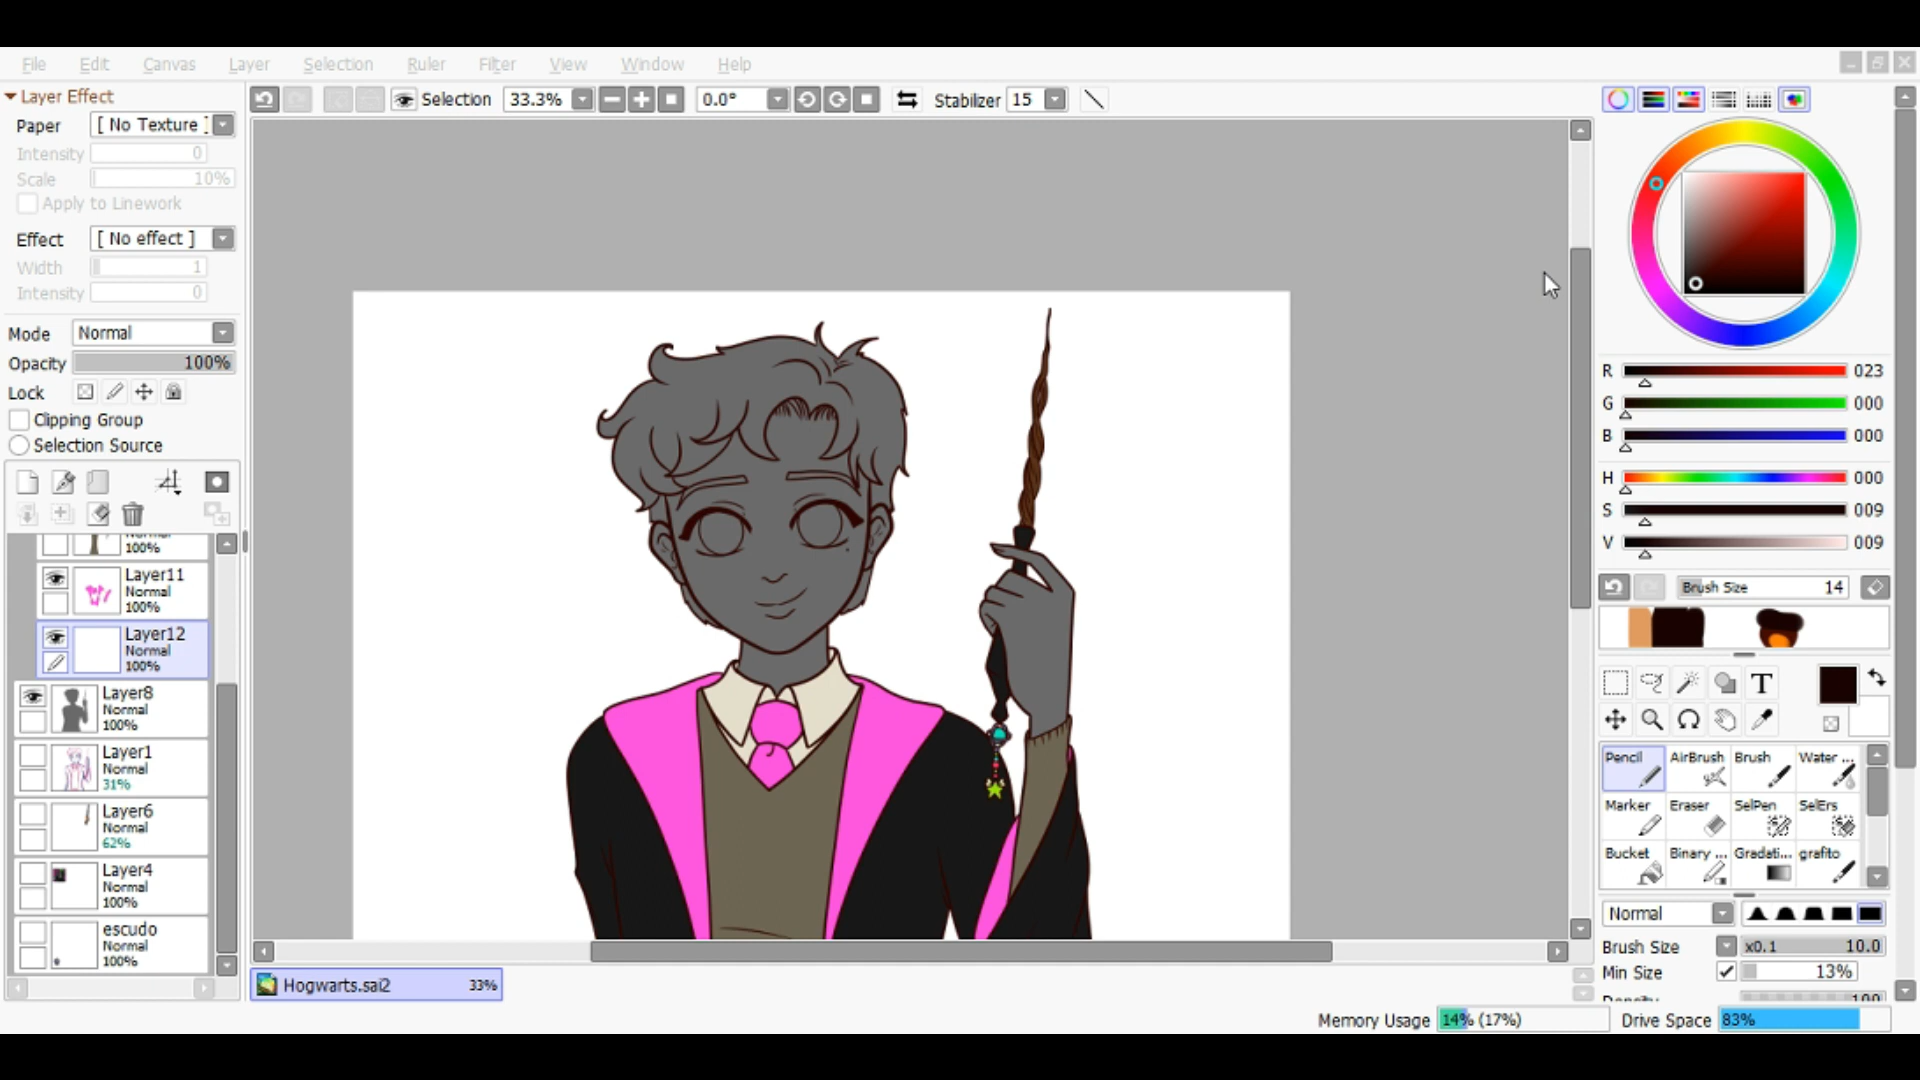 File Edit Canvas Layer Selection Ruler Filter View Window Help
Layer Effect
Paper [ No Texture ]
Intensity 0
Scale 10%
Apply to Linework
Effect [ No effect ]
Width 1
Intensity 0
Mode Normal
Opacity 100%
Lock
Clipping Group
Selection Source
Normal
100%
Layer11
Normal
100%
Layer12
Normal
100%
Layer8
Normal
100%
Layer1
Normal
31%
Layer6
Normal
62%
Layer4
Normal
100%
escudo
Normal
100%
Selection 33.3% 0.0° Stabilizer 15
Hogwarts.sai2 33%
R 023
G 000
B 000
H 000
S 009
V 009
Brush Size 14
T
Pencil AirBrush Brush Water ...
Marker Eraser SelPen SelErs
Bucket Binary ... Gradati... grafito
Normal
Brush Size x0.1 10.0
Min Size 13%
Density 100
Memory Usage 14% (17%) Drive Space 83%